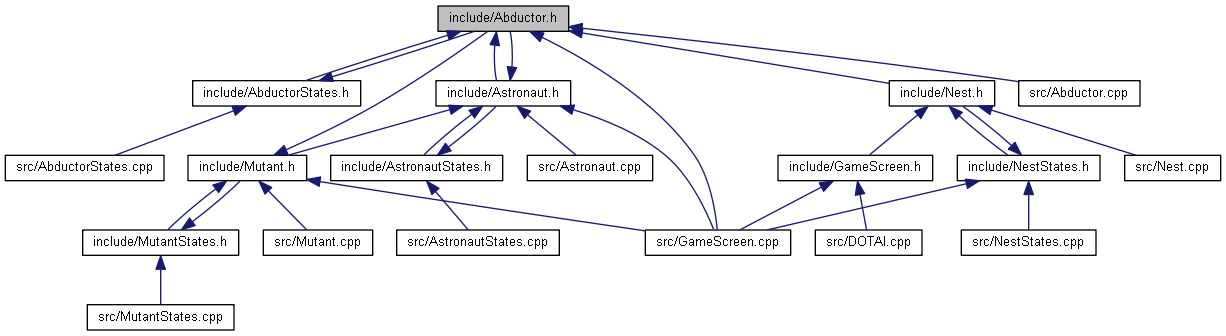 include/Abductor.h
include/AbductorStates.h
include/Astronaut.h
include/Nest.h
src/Abductor.cpp
src/AbductorStates.cpp
include/Mutant.h
include/AstronautStates.h
src/Astronaut.cpp
include/GameScreen.h
include/NestStates.h
src/Nest.cpp
include/MutantStates.h
src/Mutant.cpp
src/AstronautStates.cpp
src/GameScreen.cpp
src/DOTAI.cpp
src/NestStates.cpp
src/MutantStates.cpp